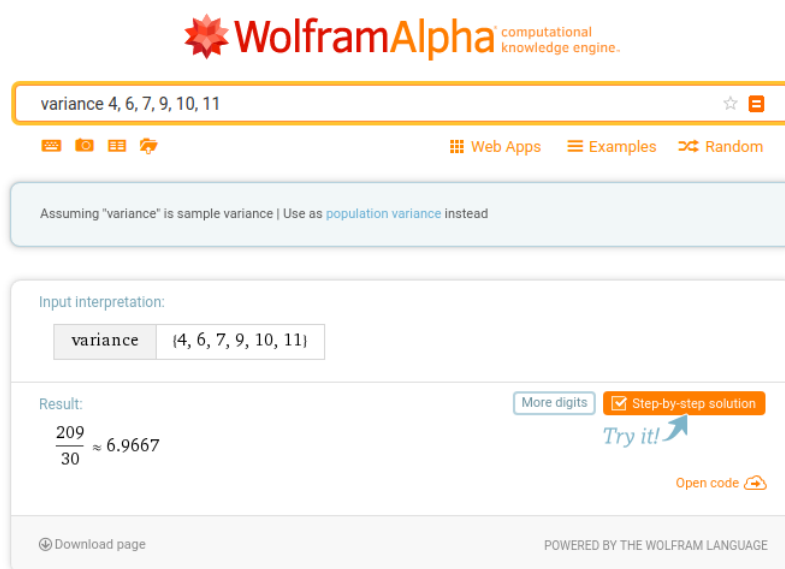 WolframAlpha computational knowledge engine.
variance 4, 6, 7, 9, 10, 11
Web Apps Examples Random
Assuming "variance" is sample variance | Use as population variance instead
Input interpretation:
variance {4, 6, 7, 9, 10, 11}
Result:
More digits Step-by-step solution
Try it!
209
30
≈ 6.9667
Open code
Download page POWERED BY THE WOLFRAM LANGUAGE